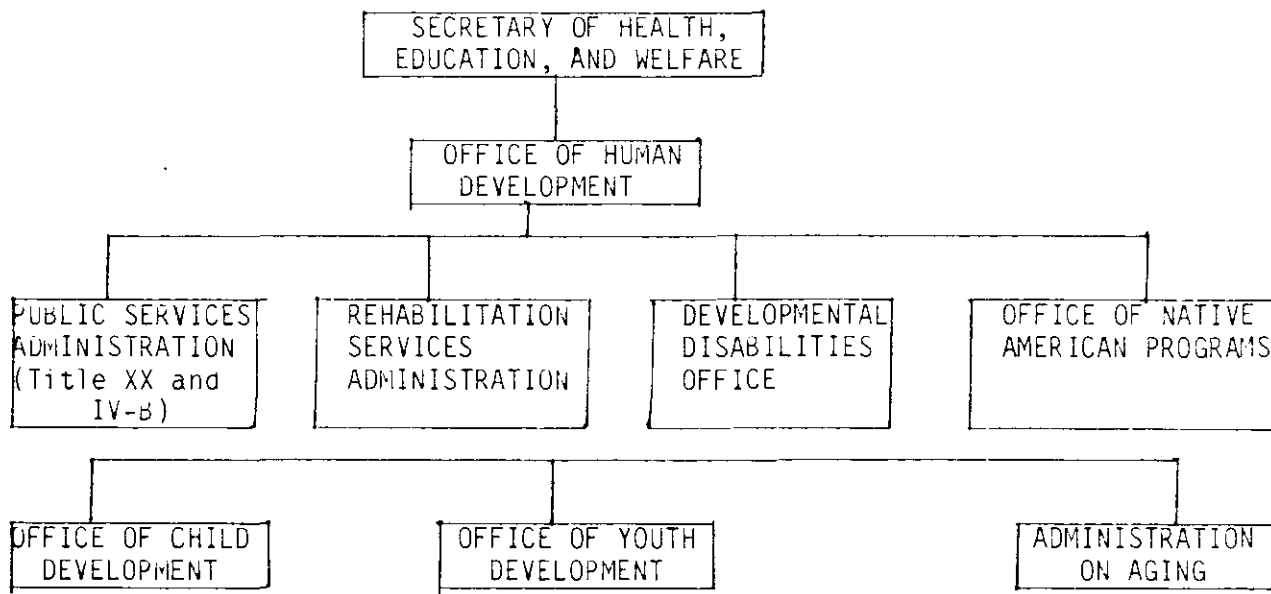 SECRETARY OF HEALTH,
EDUCATION, AND WELFARE
OFFICE OF HUMAN
DEVELOPMENT
PUBLIC SERVICES
ADMINISTRATION
(Title XX and
IV-B)
REHABILITATION
SERVICES
ADMINISTRATION
DEVELOPMENTAL
DISABILITIES
OFFICE
OFFICE OF NATIVE
AMERICAN PROGRAMS
OFFICE OF CHILD
DEVELOPMENT
OFFICE OF YOUTH
DEVELOPMENT
ADMINISTRATION
ON AGING